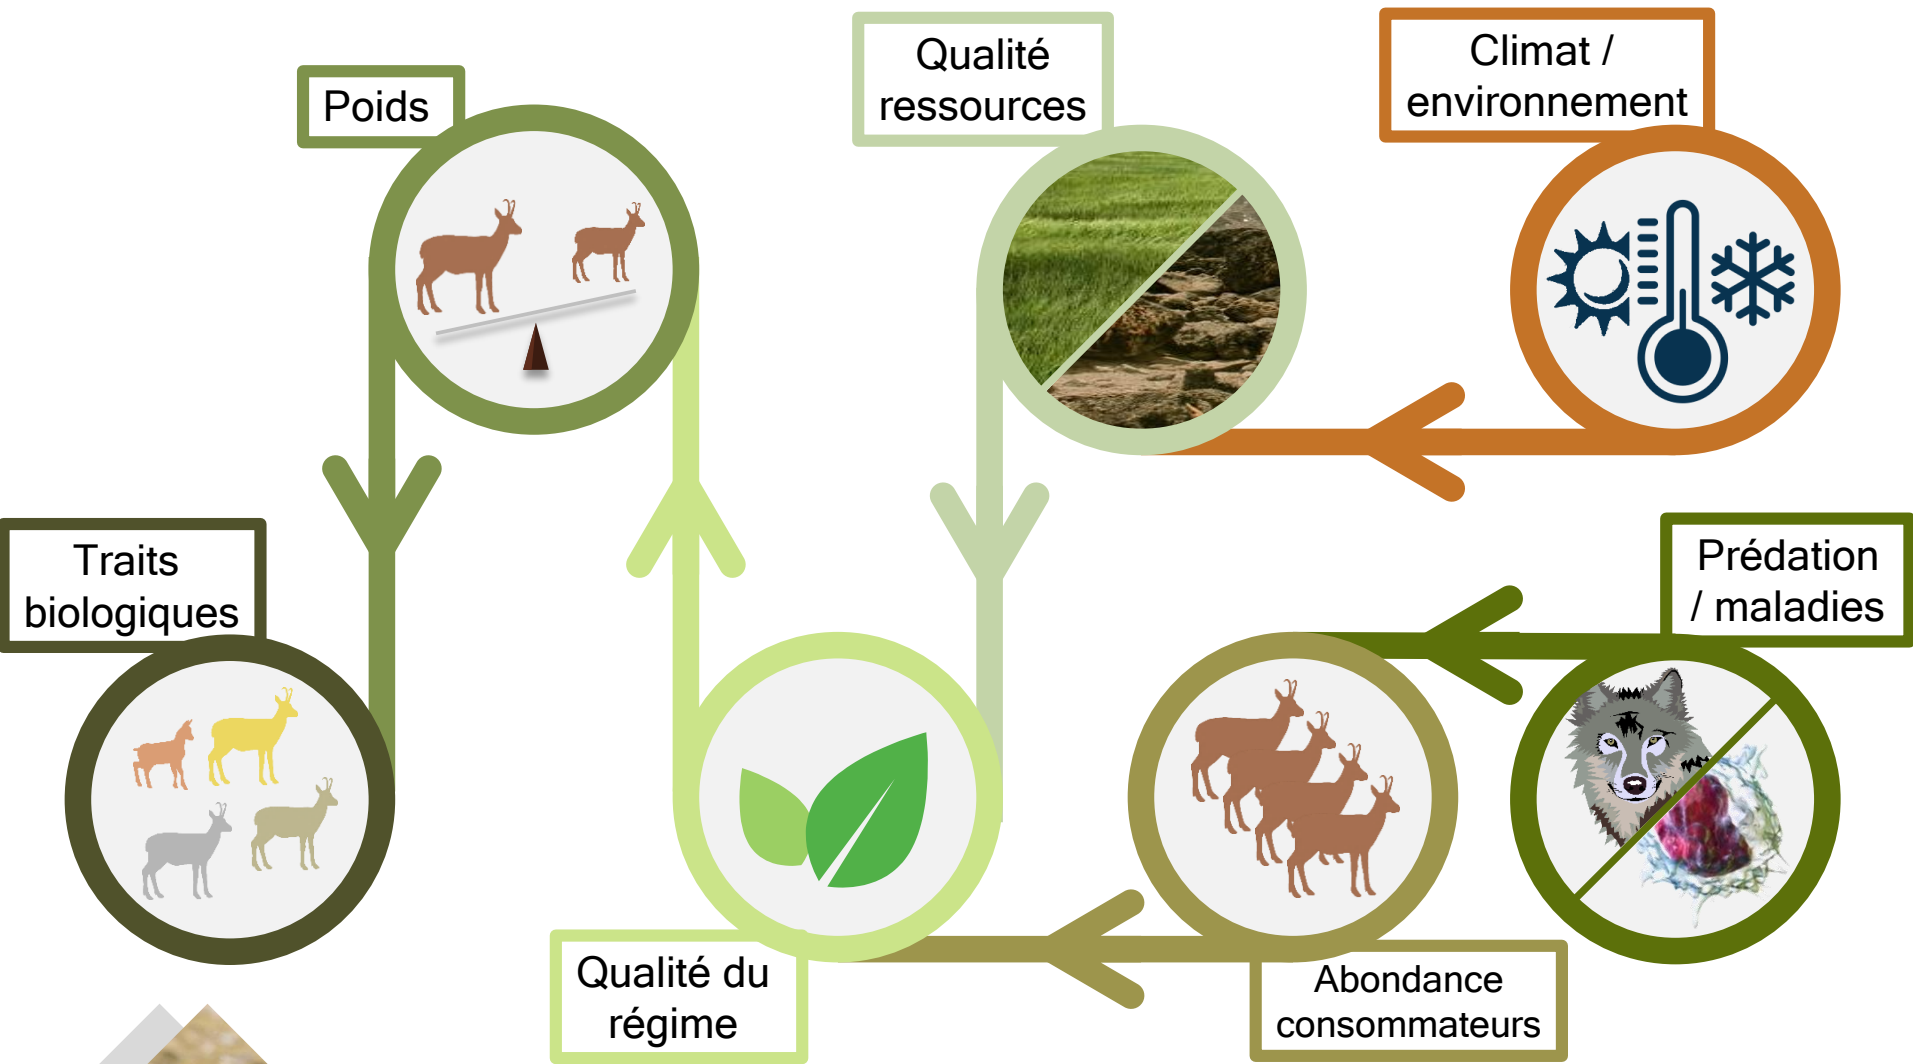 Poids
Qualité
ressources
Climat /
environnement
Traits
biologiques
Prédation
/ maladies
Qualité du
régime
Abondance
consommateurs